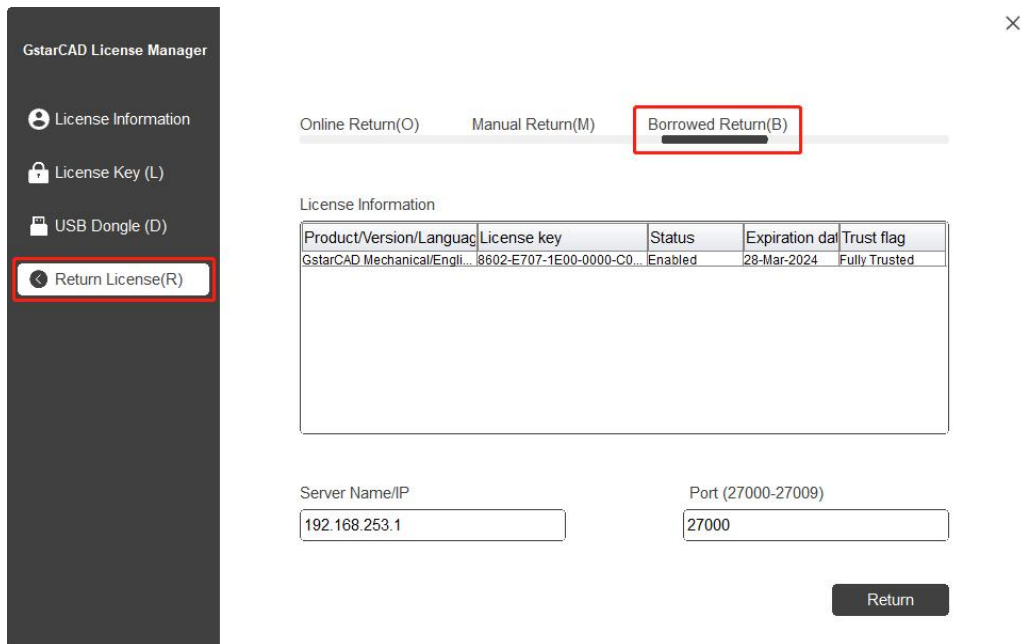 GstarCAD License Manager
License Information
License Key (L)
USB Dongle (D)
Return License(R)
Online Return(O) Manual Return(M) Borrowed Return(B)
License Information
Product/Version/Languag License key Status Expiration dat Trust flag
GstarCAD Mechanical/Engli... 8602-E707-1E00-0000-C0... Enabled 28-Mar-2024 Fully Trusted
Server Name/IP Port (27000-27009)
192.168.253.1 27000
Return